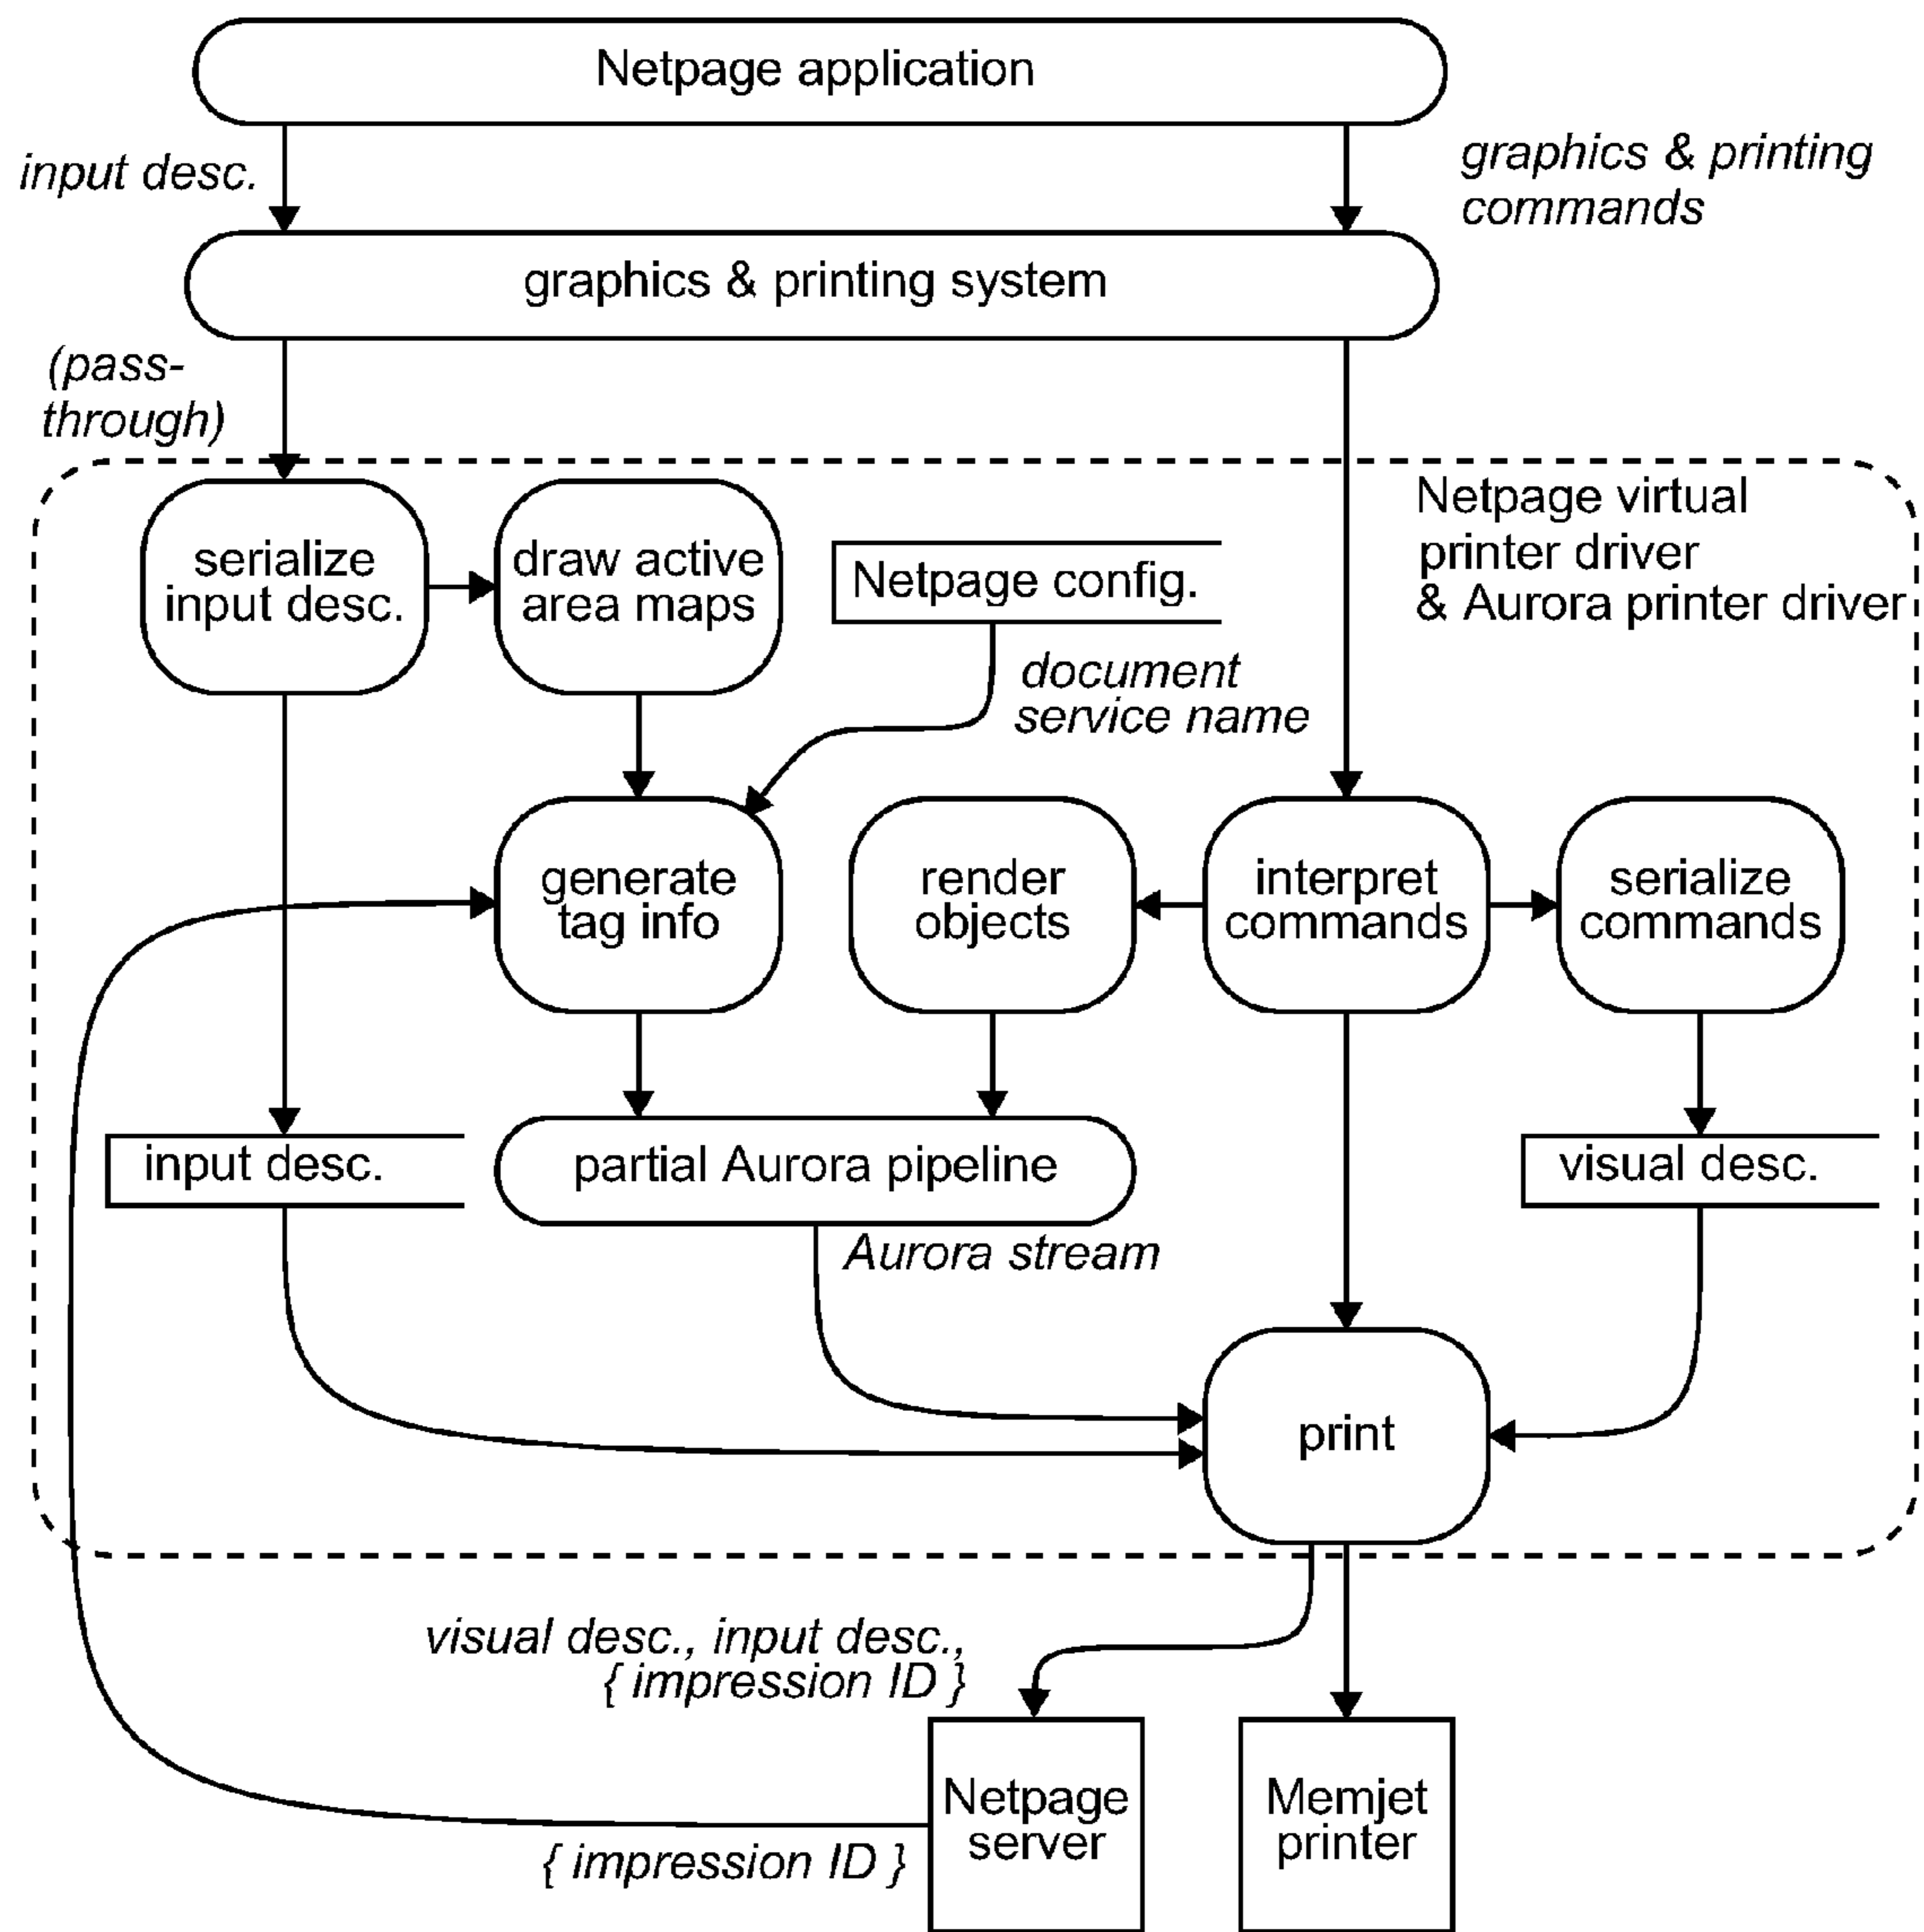 Netpage application
input desc.
graphics & printing
commands
graphics & printing system
(pass-
through)
Netpage virtual
printer driver
& Aurora printer driver
serialize
input desc.
draw active
area maps
Netpage config.
document
service name
generate
tag info
render
objects
interpret
commands
serialize
commands
input desc.
partial Aurora pipeline
visual desc.
Aurora stream
print
visual desc., input desc.,
{ impression ID }
Netpage
server
Memjet
printer
{ impression ID }